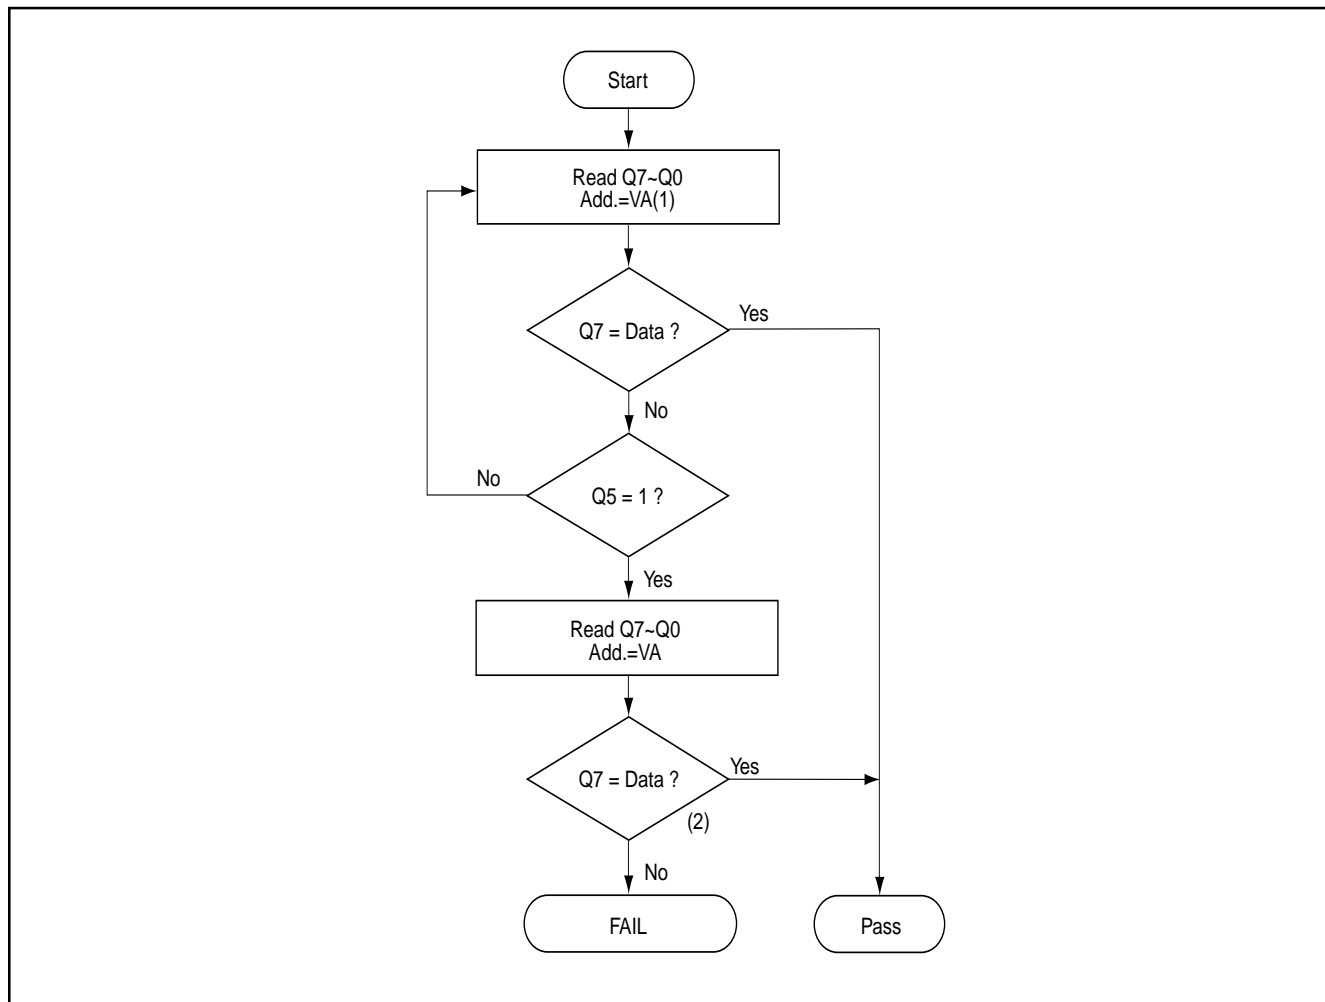 Start
Read Q7~Q0
Add.=VA(1)
Q7 = Data ?
Yes
No
Q5 = 1 ?
No
Yes
Read Q7~Q0
Add.=VA
Q7 = Data ?
Yes
(2)
No
FAIL
Pass